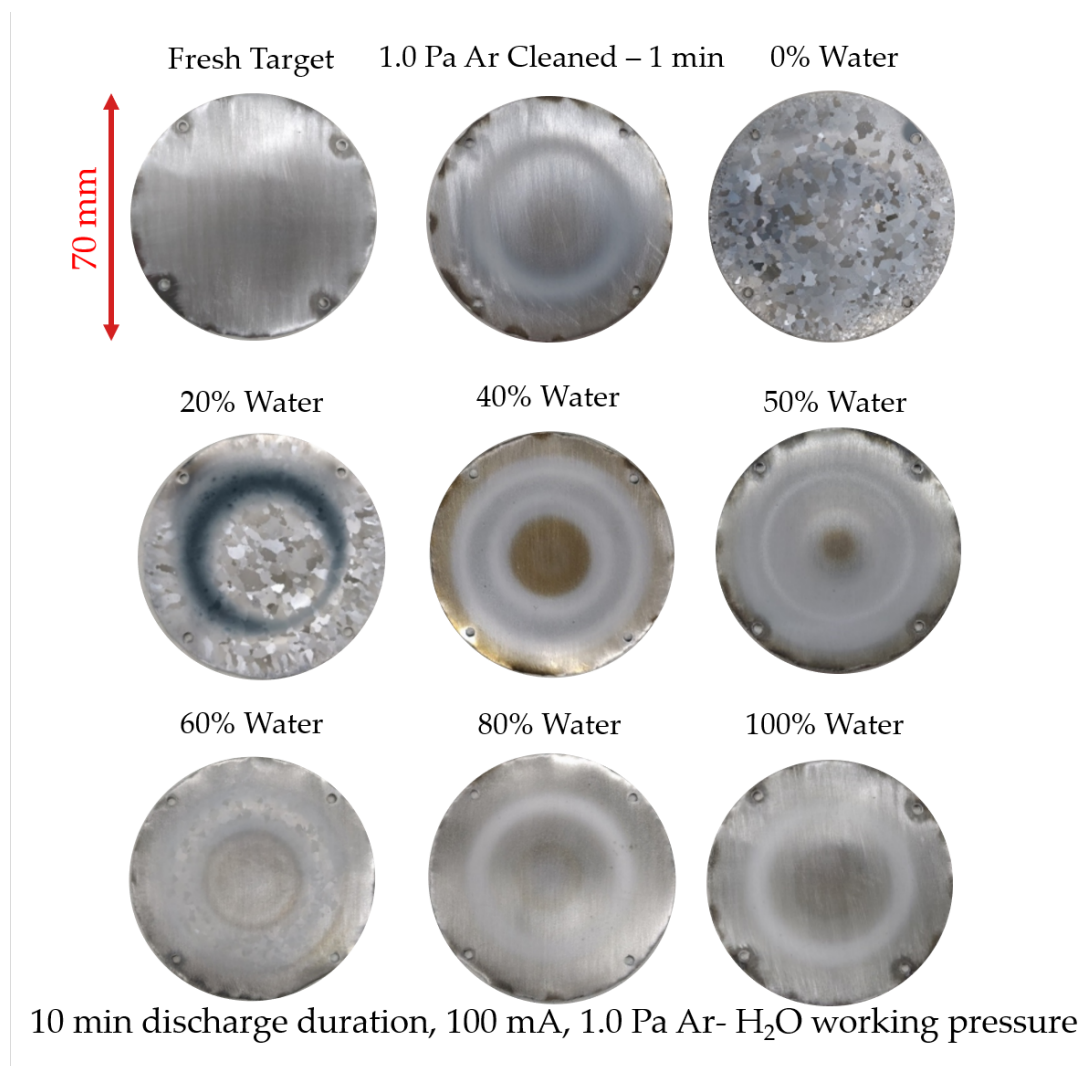 Fresh Target
1.0 Pa Ar Cleaned – 1 min
0% Water
70 mm
20% Water
40% Water
50% Water
60% Water
80% Water
100% Water
10 min discharge duration, 100 mA, 1.0 Pa Ar- H₂O working pressure